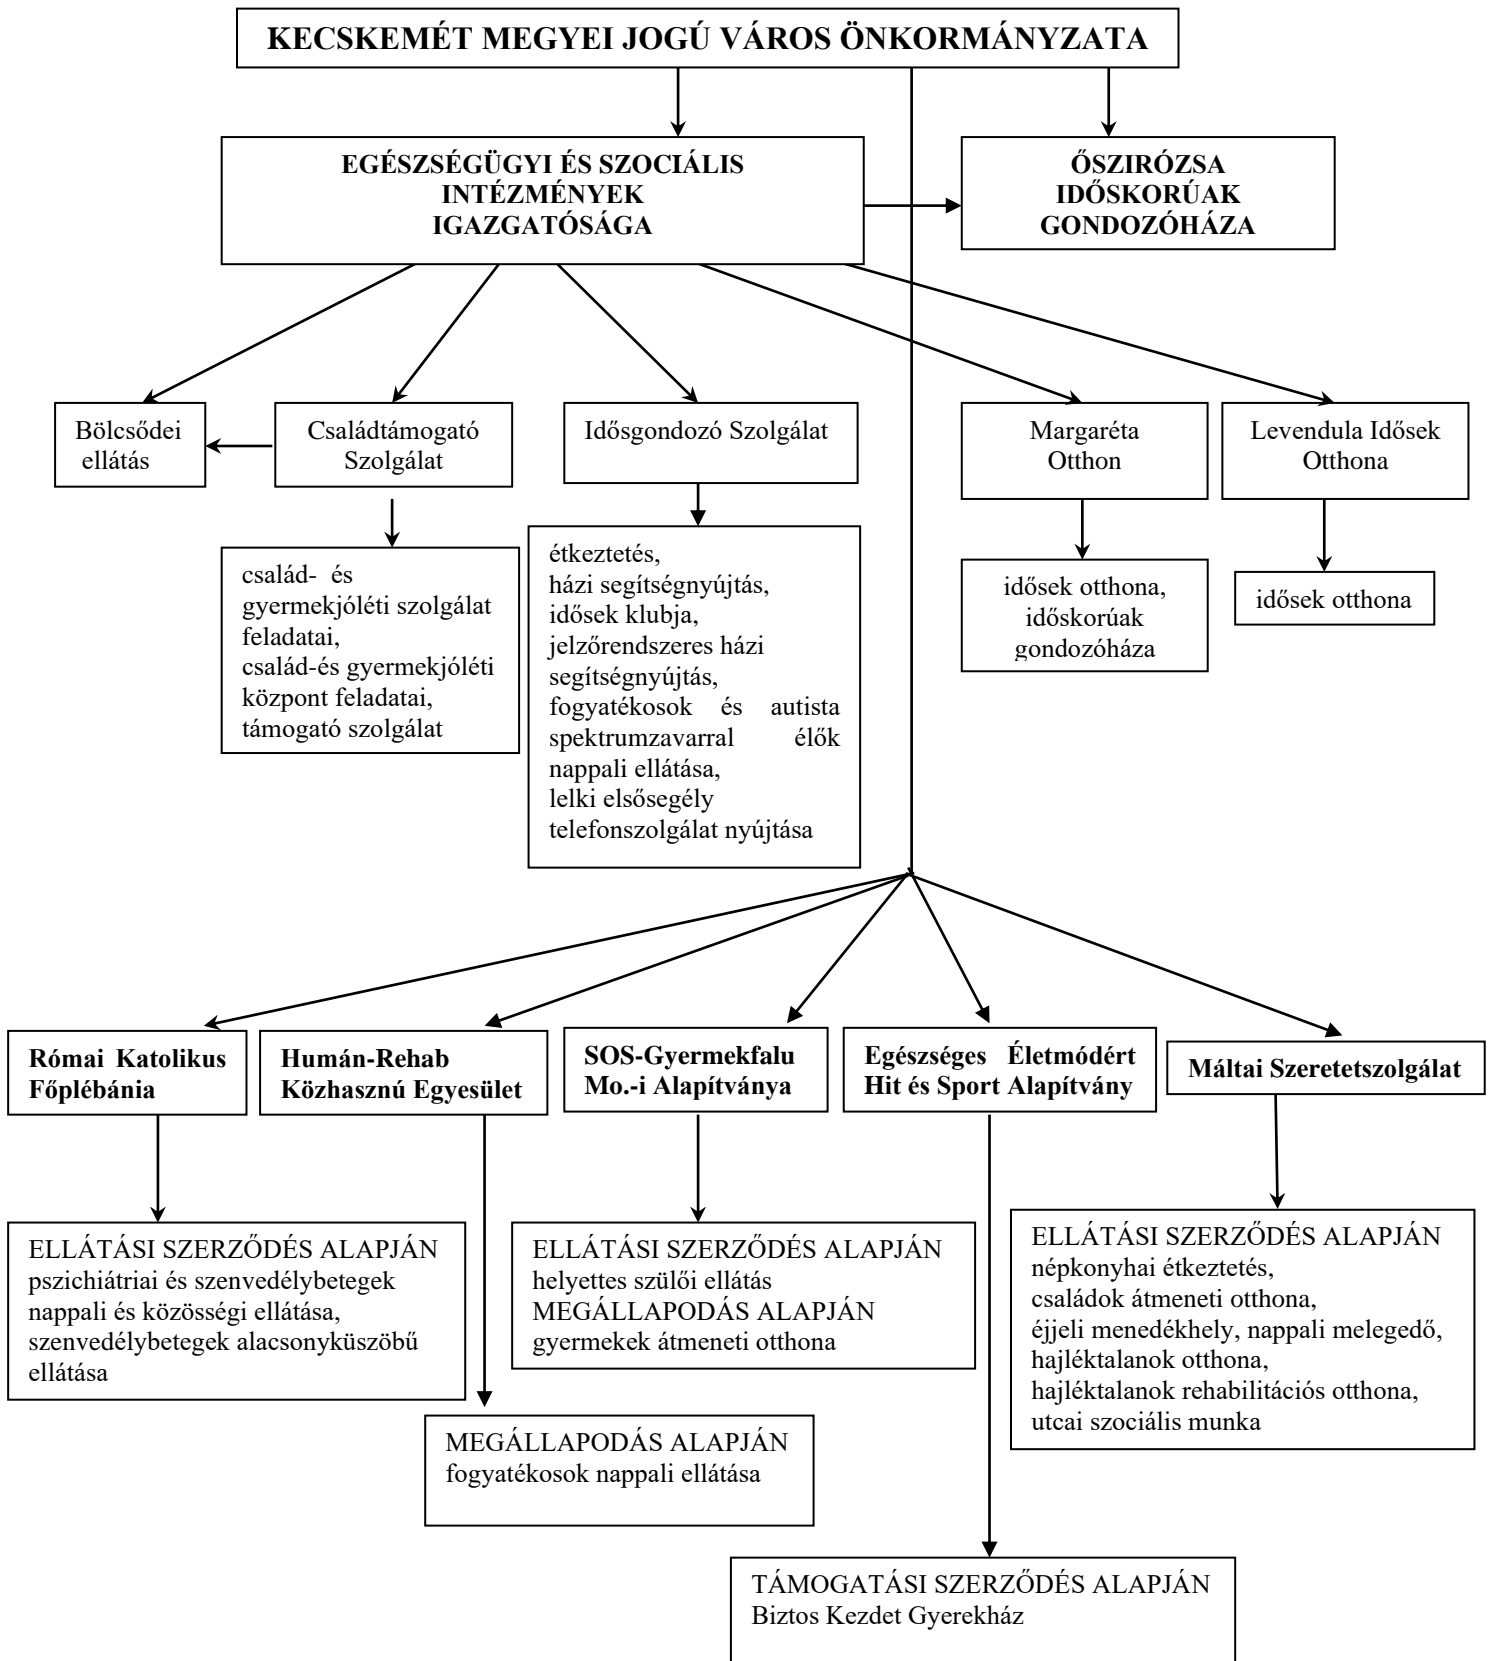 KECSKEMÉT MEGYEI JOGÚ VÁROS ÖNKORMÁNYZATA
EGÉSZSÉGÜGYI ÉS SZOCIÁLIS
INTÉZMÉNYEK
IGAZGATÓSÁGA
ŐSZIRÓZSA
IDŐSKORÚAK
GONDOZÓHÁZA
Bölcsődei
ellátás
Családtámogató
Szolgálat
Idősgondozó Szolgálat
Margaréta
Otthon
Levendula Idősek
Otthona
család- és
gyermekjóléti szolgálat
feladatai,
család-és gyermekjóléti
központ feladatai,
támogató szolgálat
étkeztetés,
házi segítségnyújtás,
idősek klubja,
jelzőrendszeres házi
segítségnyújtás,
fogyatékosok és autista
spektrumzavarral élők
nappali ellátása,
lelki elsősegély
telefonszolgálat nyújtása
idősek otthona,
időskorúak
gondozóháza
idősek otthona
Római Katolikus
Főplébánia
Humán-Rehab
Közhasznú Egyesület
SOS-Gyermekfalu
Mo.-i Alapítványa
Egészséges Életmódért
Hit és Sport Alapítvány
Máltai Szeretetszolgálat
ELLÁTÁSI SZERZŐDÉS ALAPJÁN
pszichiátriai és szenvedélybetegek
nappali és közösségi ellátása,
szenvedélybetegek alacsonyküszöbű
ellátása
ELLÁTÁSI SZERZŐDÉS ALAPJÁN
helyettes szülői ellátás
MEGÁLLAPODÁS ALAPJÁN
gyermekek átmeneti otthona
ELLÁTÁSI SZERZŐDÉS ALAPJÁN
népkonyhai étkeztetés,
családok átmeneti otthona,
éjjeli menedékhely, nappali melegedő,
hajléktalanok otthona,
hajléktalanok rehabilitációs otthona,
utcai szociális munka
MEGÁLLAPODÁS ALAPJÁN
fogyatékosok nappali ellátása
TÁMOGATÁSI SZERZŐDÉS ALAPJÁN
Biztos Kezdet Gyerekház